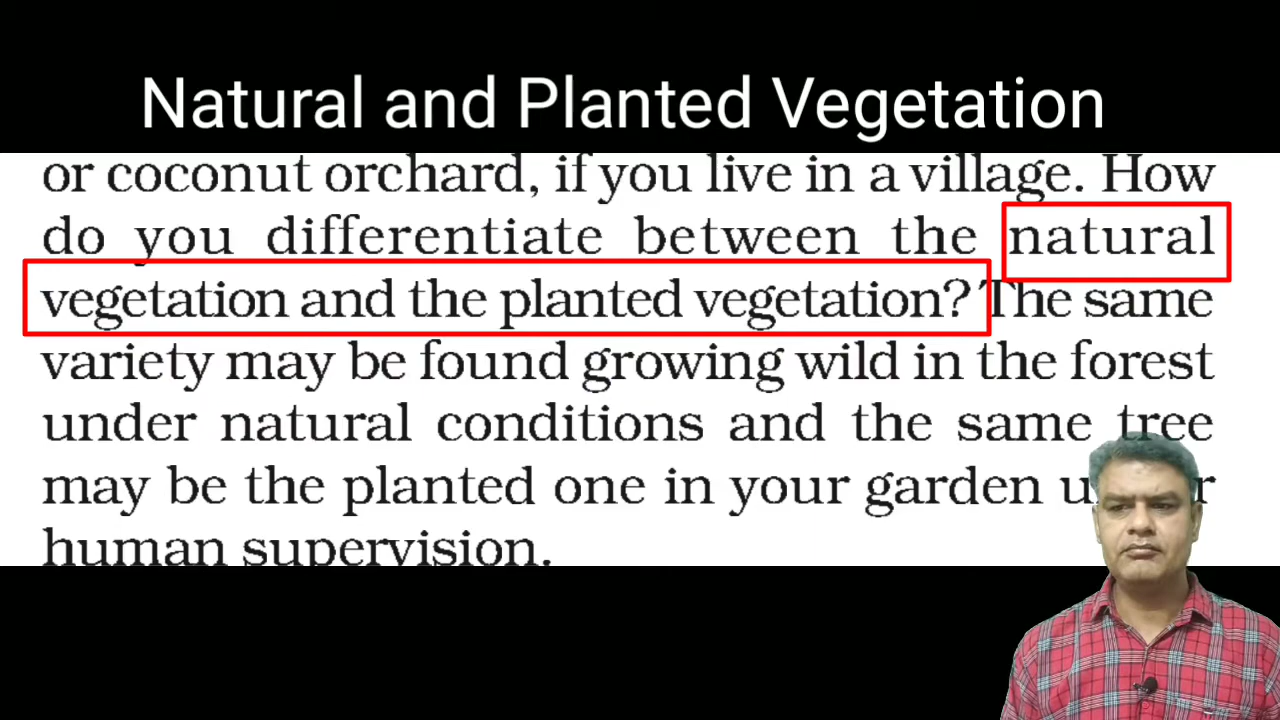 Natural and Planted Vegetation
or coconut orchard, if you live in a village. How
do you differentiate between the natural
vegetation and the planted vegetation? The same
variety may be found growing wild in the forest
under natural conditions and the same tree
may be the planted one in your garden
human supervision.